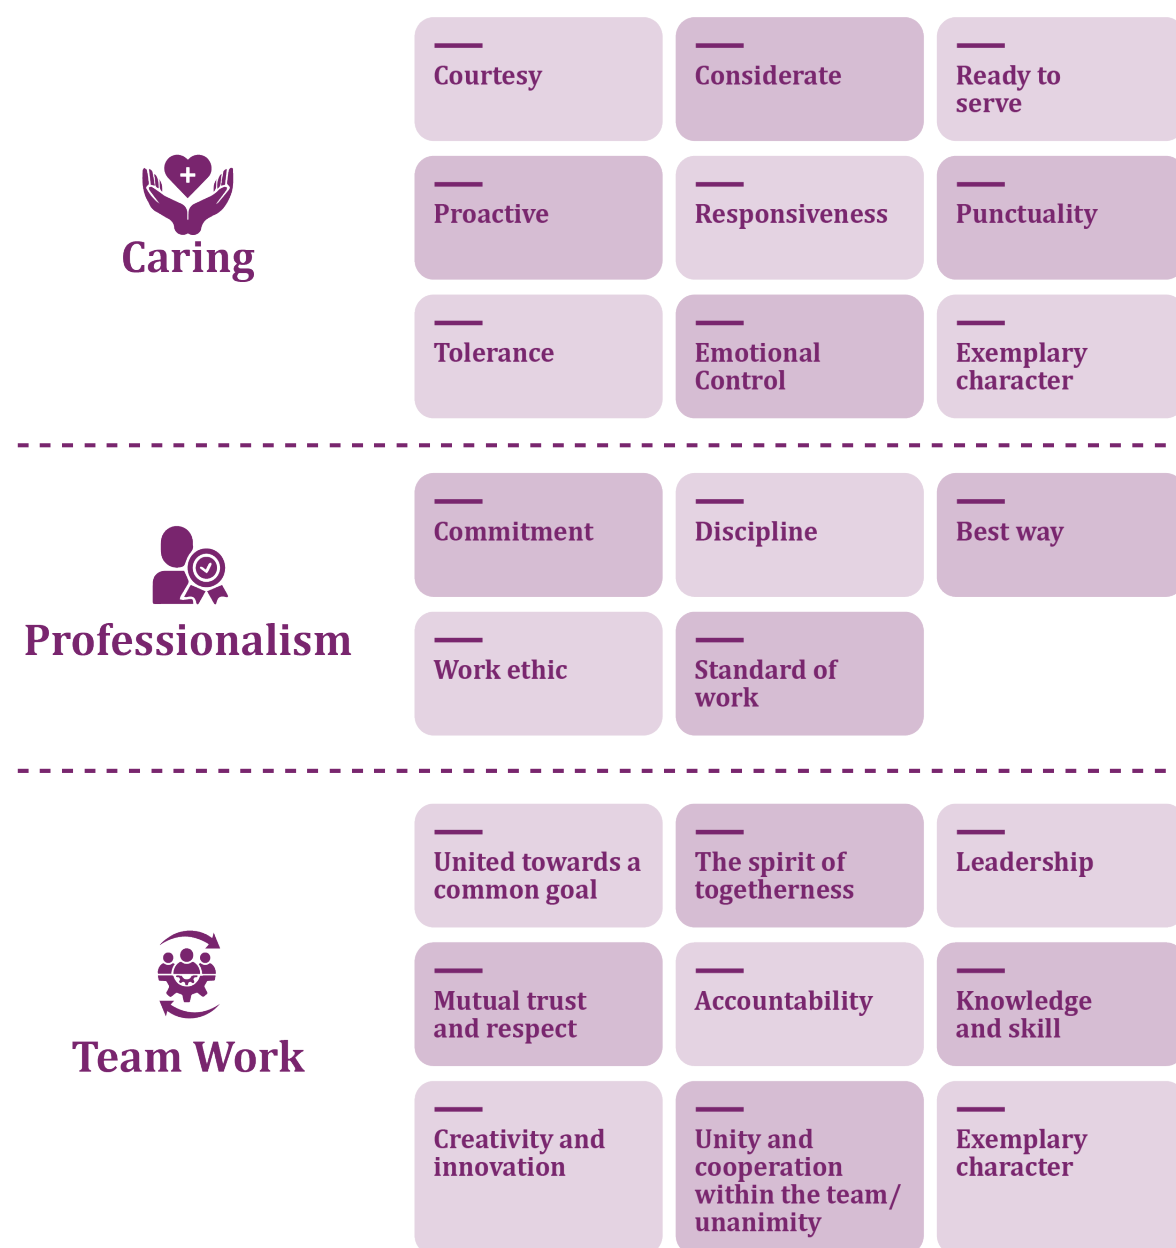 Caring
Courtesy
Considerate
Ready to
serve
Proactive
Responsiveness
Punctuality
Tolerance
Emotional
Control
Exemplary
character
Professionalism
Commitment
Discipline
Best way
Work ethic
Standard of
work
Team Work
United towards a
common goal
The spirit of
togetherness
Leadership
Mutual trust
and respect
Accountability
Knowledge
and skill
Creativity and
innovation
Unity and
cooperation
within the team/
unanimity
Exemplary
character